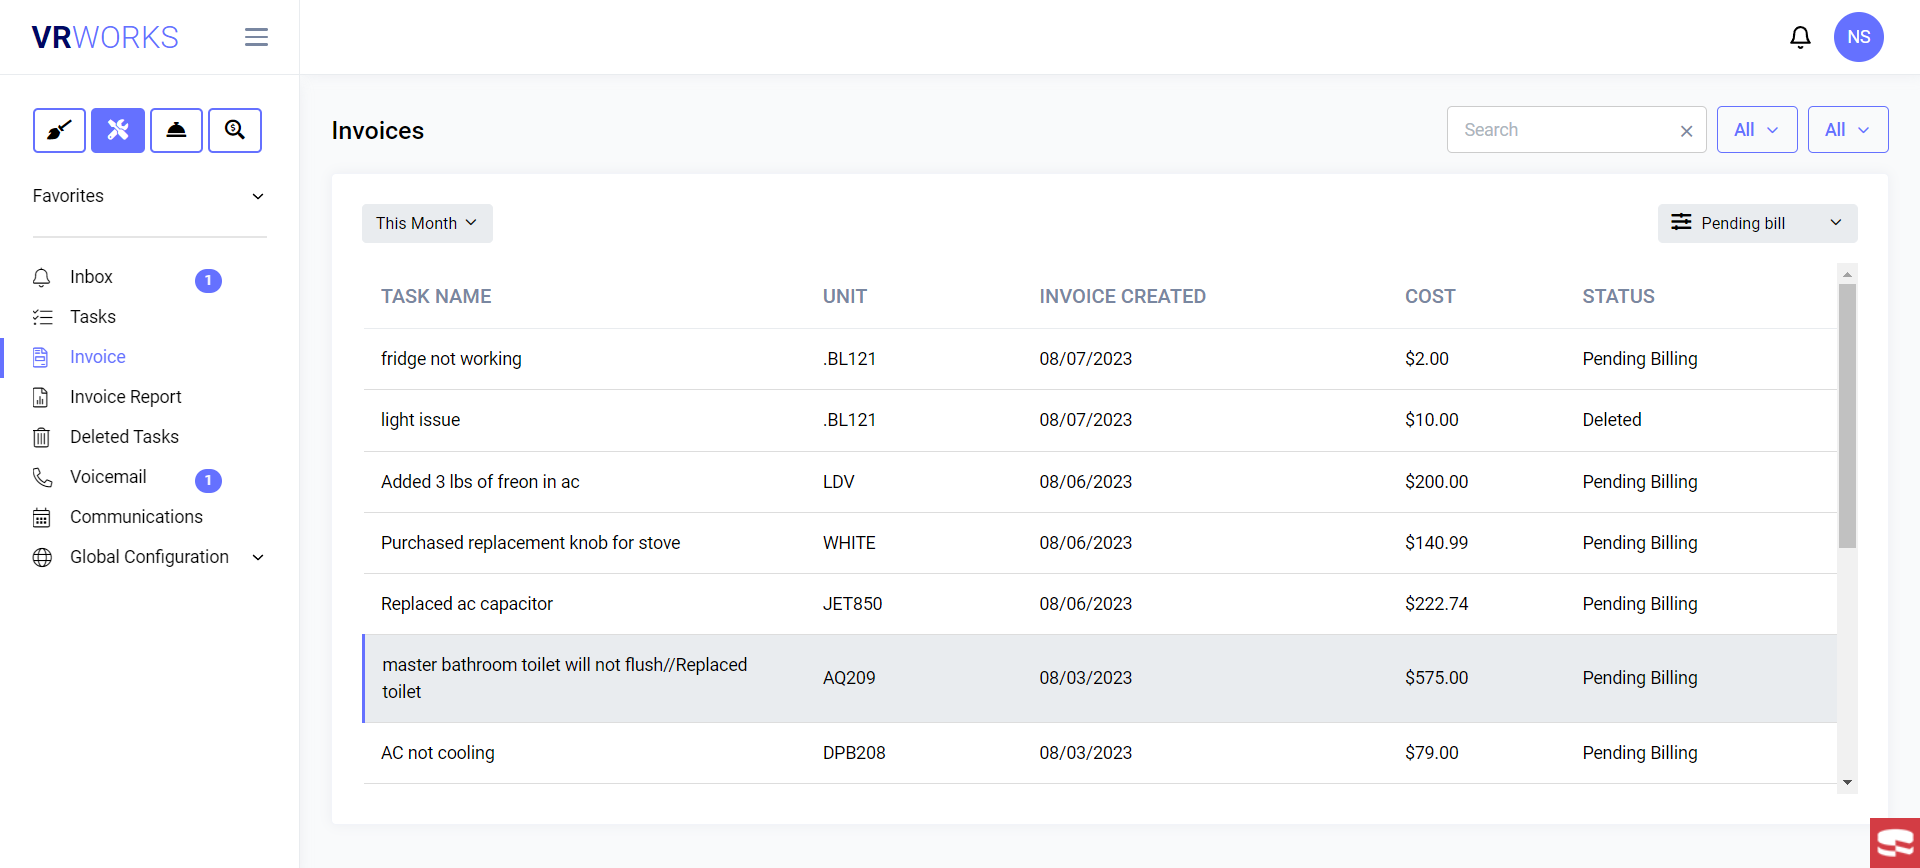 VRWORKS
NS
Favorites
Inbox 1
Tasks
Invoice
Invoice Report
Deleted Tasks
Voicemail 1
Communications
Global Configuration
Invoices
Search
All
All
This Month
Pending bill
TASK NAME UNIT INVOICE CREATED COST STATUS
fridge not working .BL121 08/07/2023 $2.00 Pending Billing
light issue .BL121 08/07/2023 $10.00 Deleted
Added 3 lbs of freon in ac LDV 08/06/2023 $200.00 Pending Billing
Purchased replacement knob for stove WHITE 08/06/2023 $140.99 Pending Billing
Replaced ac capacitor JET850 08/06/2023 $222.74 Pending Billing
master bathroom toilet will not flush//Replaced
toilet AQ209 08/03/2023 $575.00 Pending Billing
AC not cooling DPB208 08/03/2023 $79.00 Pending Billing